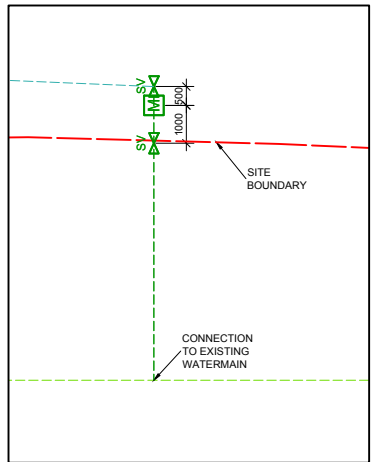 SV
500
M
1000
SV
SITE
BOUNDARY
CONNECTION
TO EXISTING
WATERMAIN